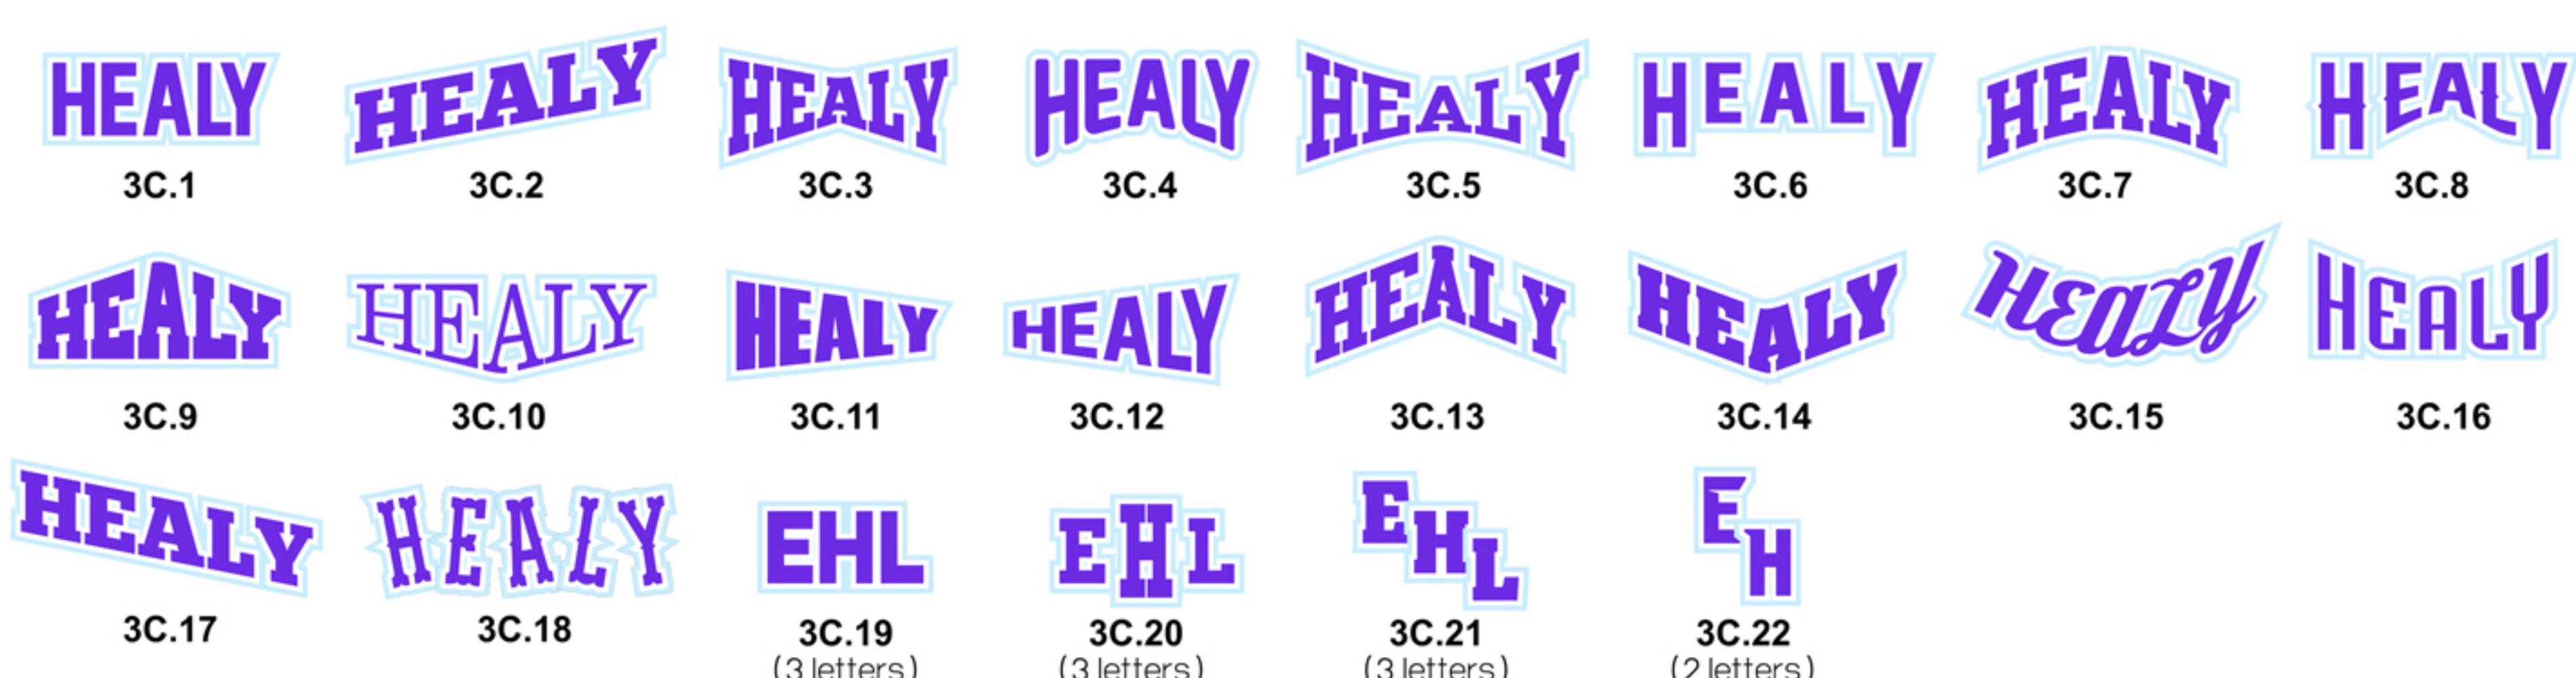 HEALY HEALY HEALY HEALY HEALY HEALY HEALY HEALY
3C.1 3C.2 3C.3 3C.4 3C.5 3C.6 3C.7 3C.8
HEALY HEALY HEALY HEALY HEALY HEALY HEALY HEALY
3C.9 3C.10 3C.11 3C.12 3C.13 3C.14 3C.15 3C.16
HEALY HEALY EHL EHL EHL EH
3C.17 3C.18 3C.19 3C.20 3C.21 3C.22
(3 letters) (3 letters) (3 letters) (2 letters)